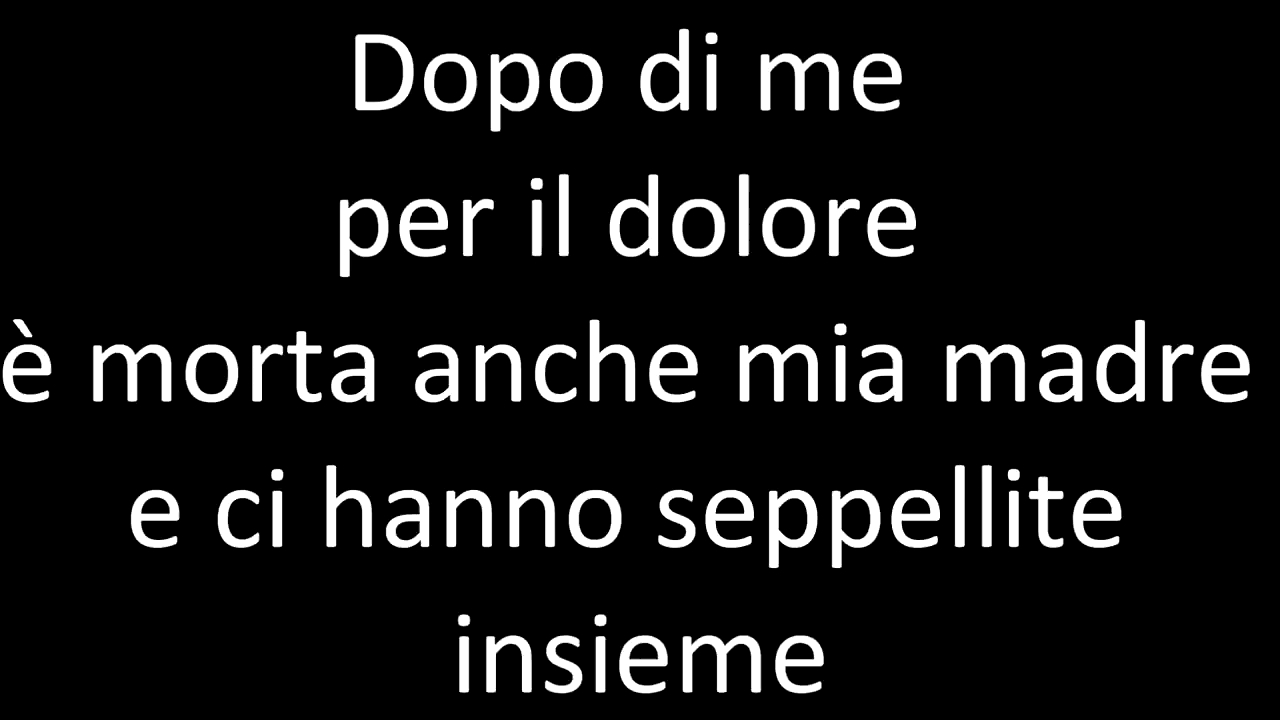 Dopo di me
per il dolore
è morta anche mia madre
e ci hanno seppellite
insieme